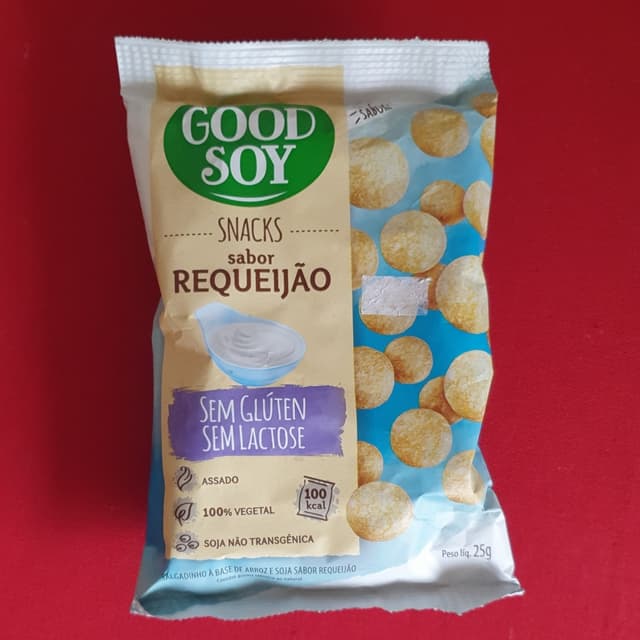 SABOR
GOOD
SOY
SNACKS
sabor
REQUEIJÃO
SEM GLÚTEN
SEM LACTOSE
ASSADO
100% VEGETAL
SOJA NÃO TRANSGÊNICA
100
kcal
Peso líq. 25g
SALGADINHO À BASE DE ARROZ E SOJA SABOR REQUEIJÃO